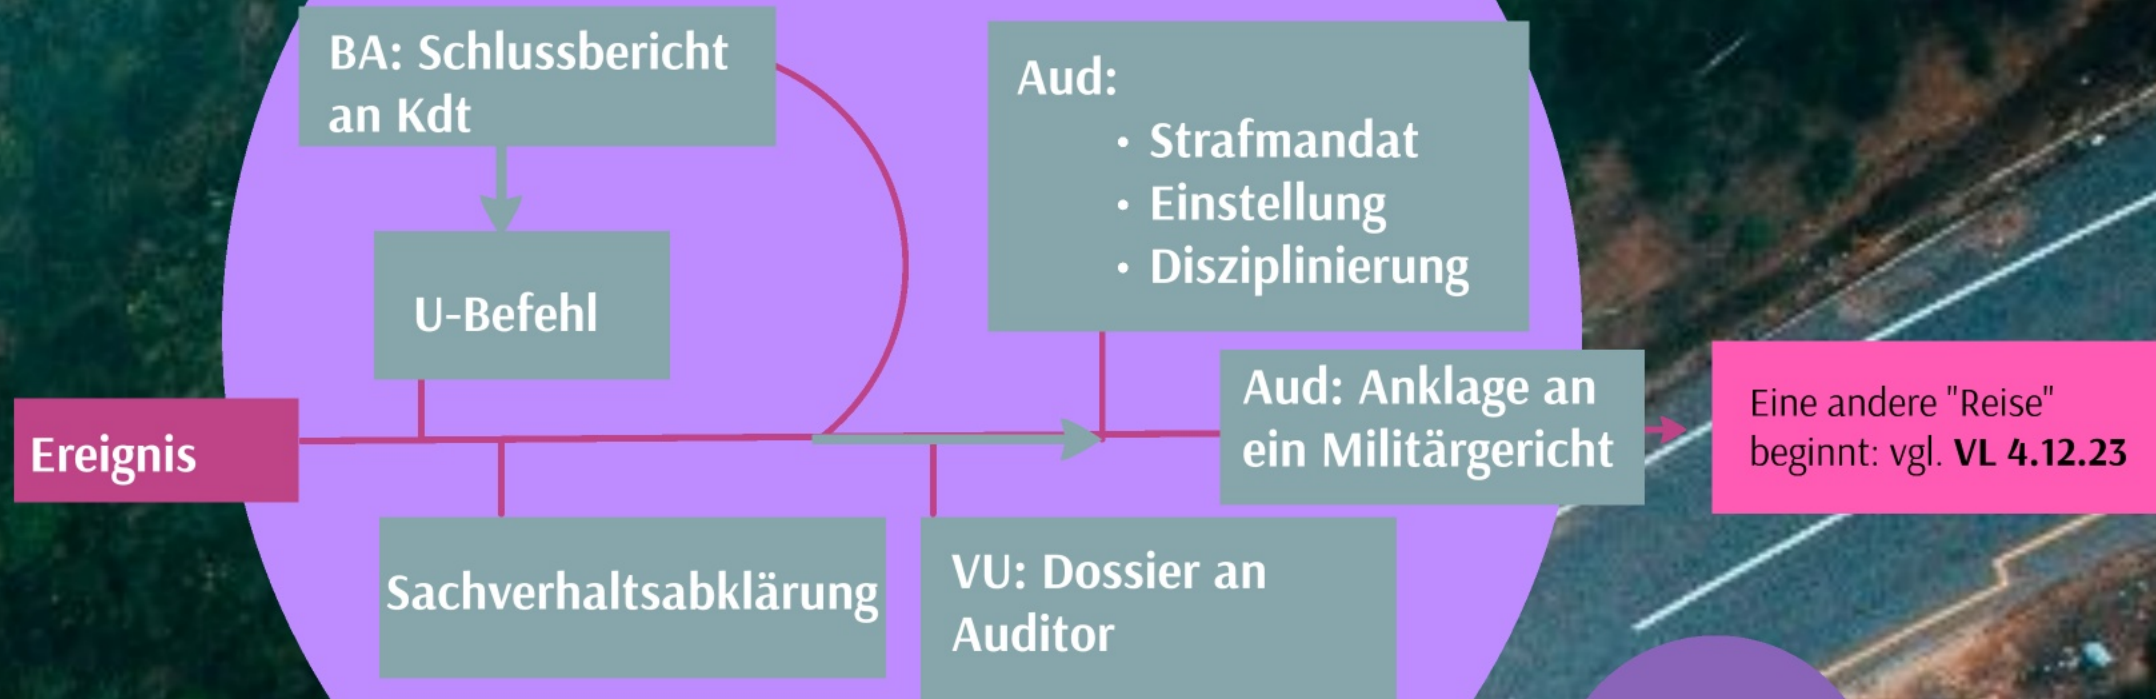 BA: Schlussbericht
an Kdt
Aud:
• Strafmandat
• Einstellung
• Disziplinierung
U-Befehl
Ereignis
Aud: Anklage an
ein Militärgericht
Eine andere "Reise"
beginnt: vgl. VL 4.12.23
Sachverhaltsabklärung
VU: Dossier an
Auditor